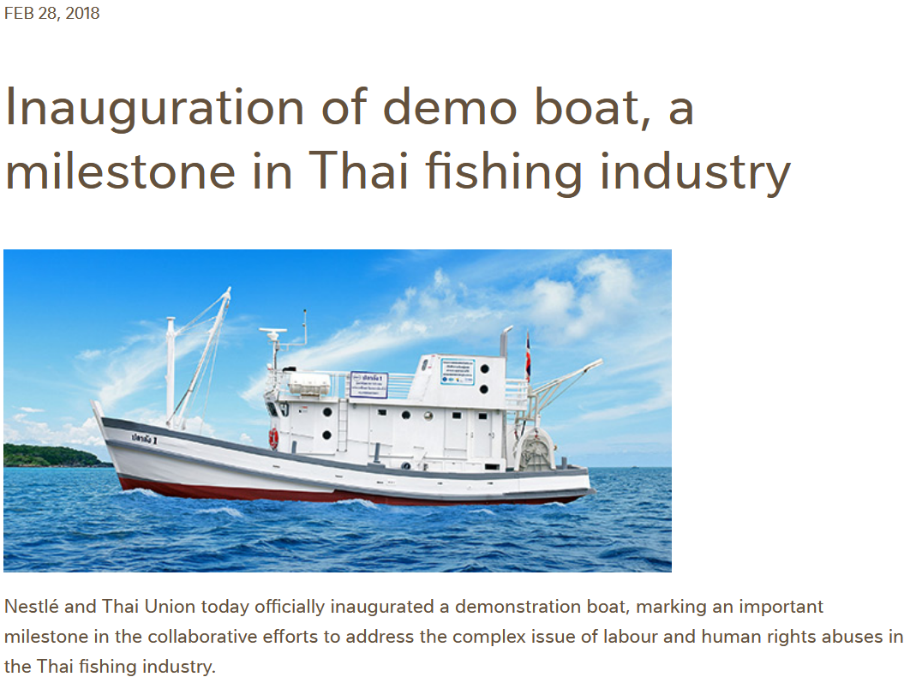 FEB 28, 2018
Inauguration of demo boat, a
milestone in Thai fishing industry
Nestlé and Thai Union today officially inaugurated a demonstration boat, marking an important
milestone in the collaborative efforts to address the complex issue of labour and human rights abuses in
the Thai fishing industry.